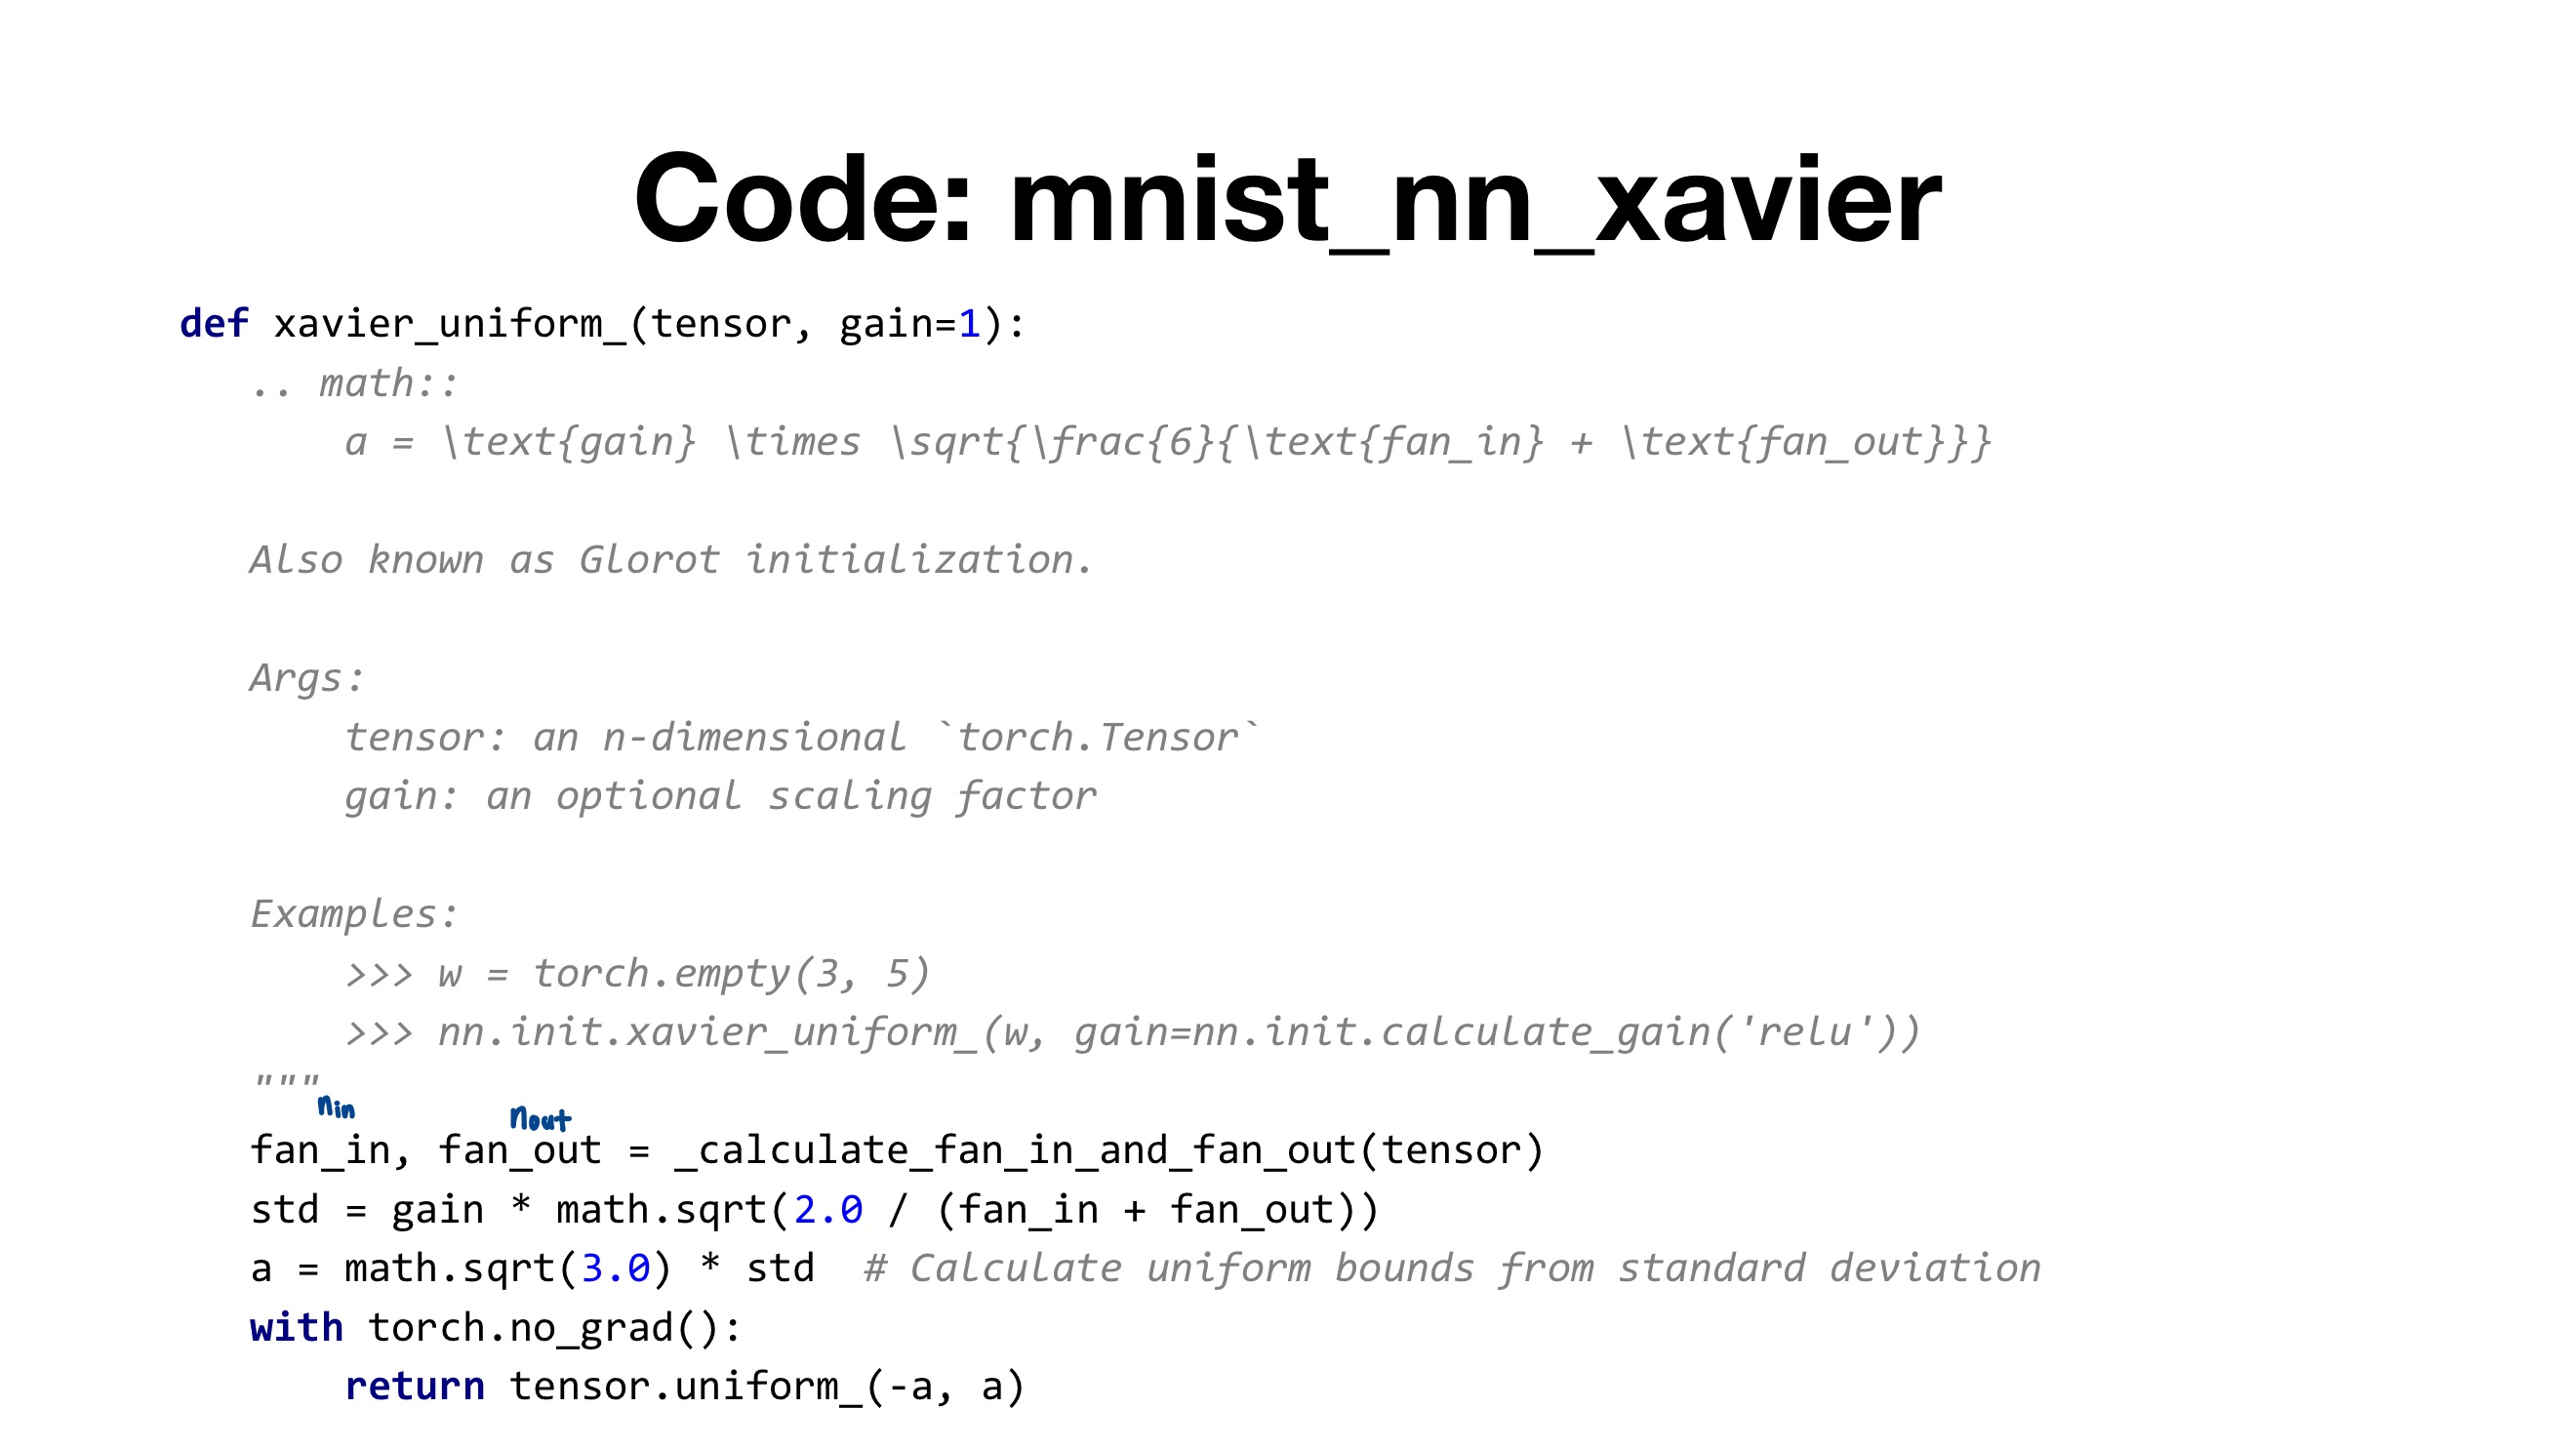 Code: mnist_nn_xavier
def xavier_uniform_(tensor, gain=1):
.. math::
a = \text{gain} \times \sqrt{\frac{6}{\text{fan_in} + \text{fan_out}}}
Also known as Glorot initialization.
Args:
tensor: an n-dimensional `torch.Tensor`
gain: an optional scaling factor
Examples:
>>> w = torch.empty(3, 5)
>>> nn.init.xavier_uniform_(w, gain=nn.init.calculate_gain('relu'))
"""
nin nout
fan_in, fan_out = _calculate_fan_in_and_fan_out(tensor)
std = gain * math.sqrt(2.0 / (fan_in + fan_out))
a = math.sqrt(3.0) * std  # Calculate uniform bounds from standard deviation
with torch.no_grad():
return tensor.uniform_(-a, a)